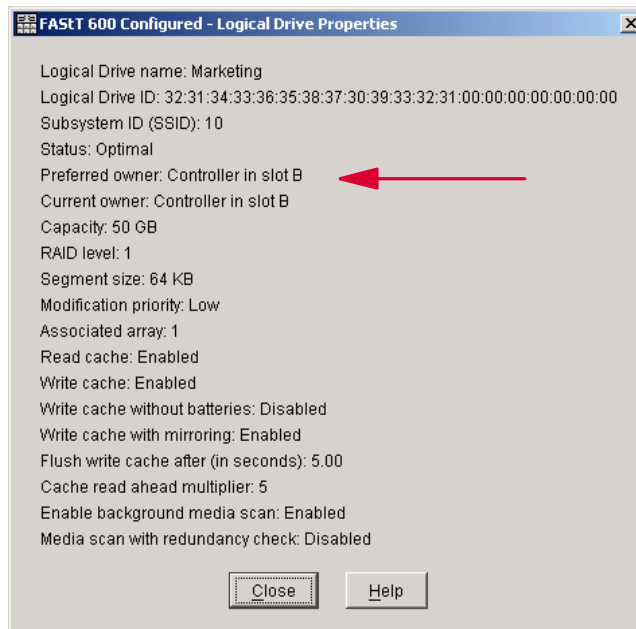 FAStT 600 Configured - Logical Drive Properties
Logical Drive name: Marketing
Logical Drive ID: 32:31:34:33:36:35:38:37:30:39:33:32:31:00:00:00:00:00:00:00
Subsystem ID (SSID): 10
Status: Optimal
Preferred owner: Controller in slot B
Current owner: Controller in slot B
Capacity: 50 GB
RAID level: 1
Segment size: 64 KB
Modification priority: Low
Associated array: 1
Read cache: Enabled
Write cache: Enabled
Write cache without batteries: Disabled
Write cache with mirroring: Enabled
Flush write cache after (in seconds): 5.00
Cache read ahead multiplier: 5
Enable background media scan: Enabled
Media scan with redundancy check: Disabled
Close Help